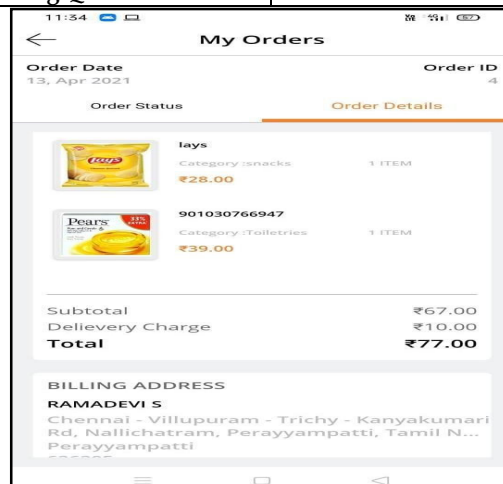 11:34
My Orders
Order Date
Order ID
13, Apr 2021
4
Order Status
Order Details
lays
Category :snacks
1 ITEM
₹28.00
Lay's
901030766947
Category :Toiletries
1 ITEM
₹39.00
Pears
Subtotal
₹67.00
Delievery Charge
₹10.00
Total
₹77.00
BILLING ADDRESS
RAMADEVI S
Chennai - Villupuram - Trichy - Kanyakumari
Rd, Nallichatram, Perayyampatti, Tamil N...
Perayyampatti